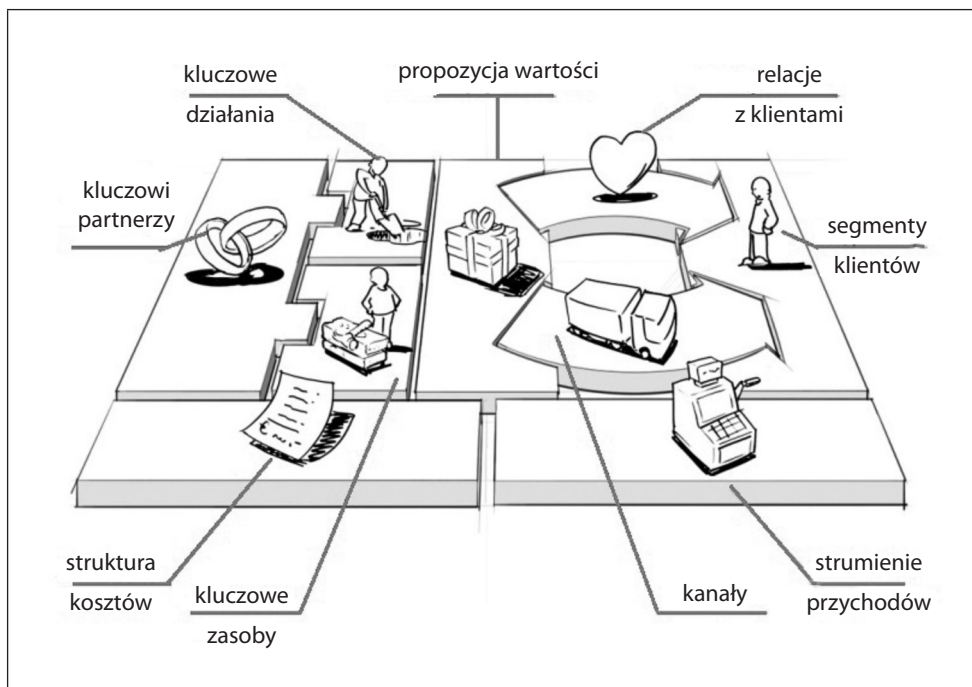 kluczowe
działania
propozycja wartości
relacje
z klientami
kluczowi
partnerzy
segmenty
klientów
struktura
kosztów
kluczowe
zasoby
kanały
strumienie
przychodów